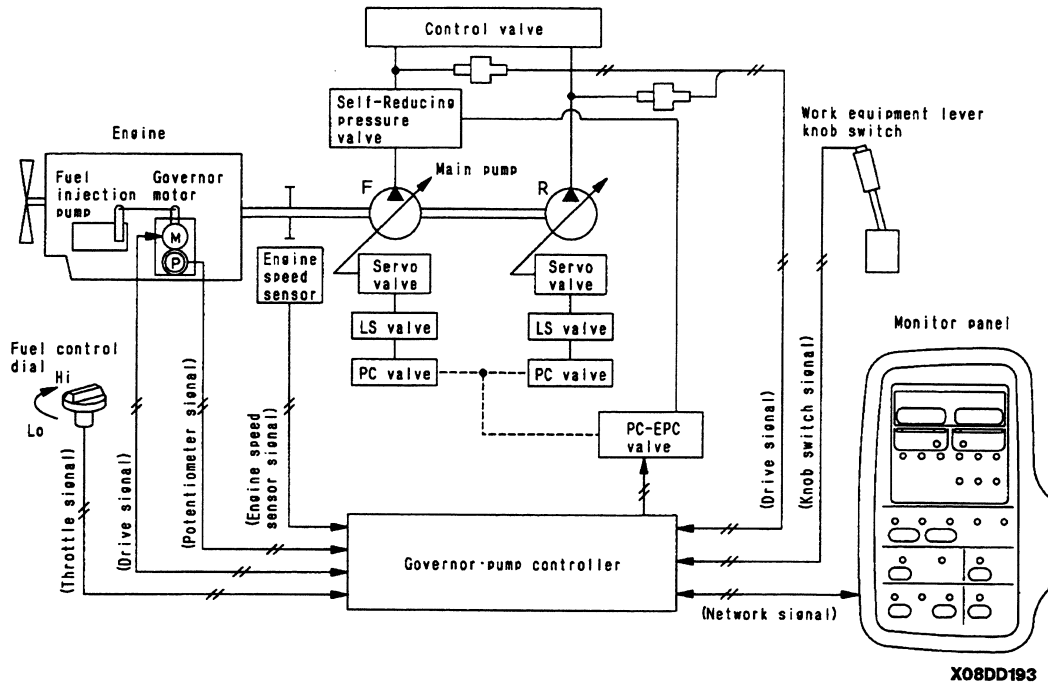 Control valve
Self-Reducing
pressure
valve
Work equipment lever
knob switch
Engine
Fuel
injection
pump
Governor
motor
M
P
F
Main pump
R
Engine
speed
sensor
Servo
valve
Servo
valve
LS valve
LS valve
PC valve
PC valve
Monitor panel
Fuel control
dial
Hi
Lo
PC-EPC
valve
(Throttle signal)
(Drive signal)
(Potentiometer signal)
(Engine speed
sensor signal)
(Drive signal)
(Knob switch signal)
Governor·pump controller
(Network signal)
X08DD193